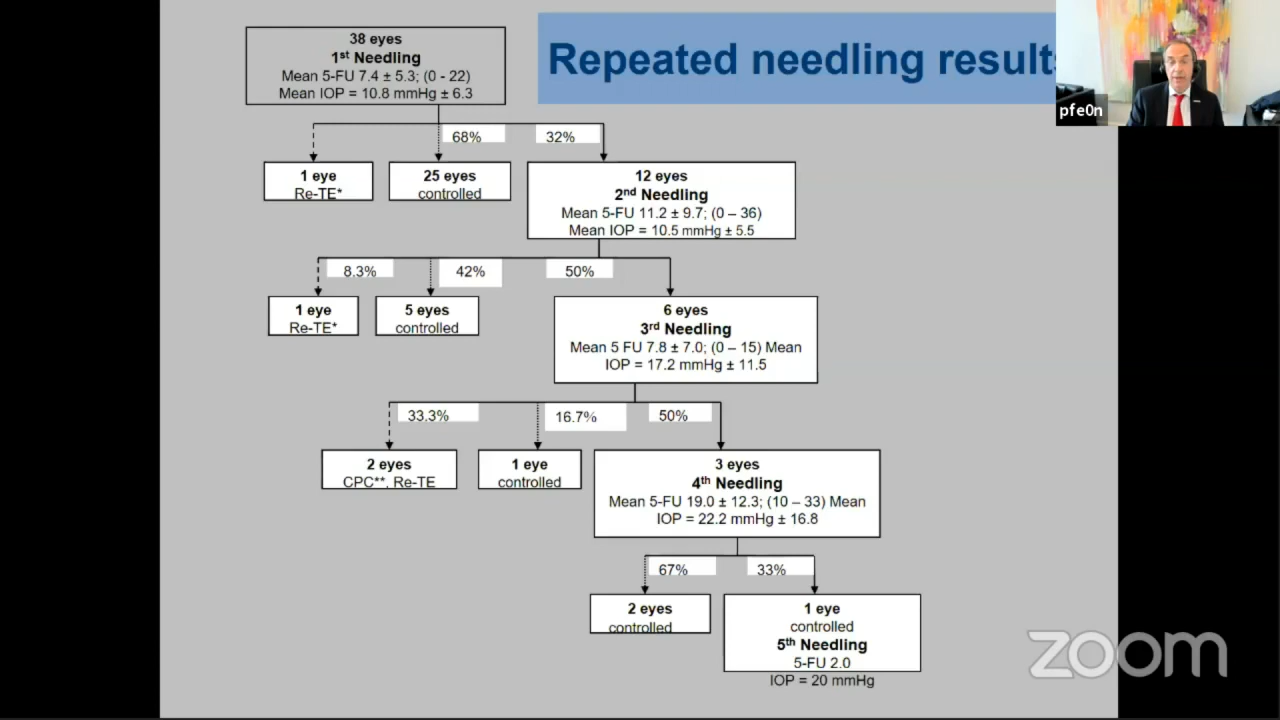 Repeated needling result
pfe0n
38 eyes
1st Needling
Mean 5-FU 7.4 ± 5.3; (0 - 22)
Mean IOP = 10.8 mmHg ± 6.3
68%
32%
1 eye
Re-TE*
25 eyes
controlled
12 eyes
2nd Needling
Mean 5-FU 11.2 ± 9.7; (0 – 36)
Mean IOP = 10.5 mmHg ± 5.5
8.3%
42%
50%
1 eye
Re-TE*
5 eyes
controlled
6 eyes
3rd Needling
Mean 5 FU 7.8 ± 7.0; (0 – 15) Mean
IOP = 17.2 mmHg ± 11.5
33.3%
16.7%
50%
2 eyes
CPC**, Re-TE
1 eye
controlled
3 eyes
4th Needling
Mean 5-FU 19.0 ± 12.3; (10 – 33) Mean
IOP = 22.2 mmHg ± 16.8
67%
33%
2 eyes
controlled
1 eye
controlled
5th Needling
5-FU 2.0
IOP = 20 mmHg
zoom